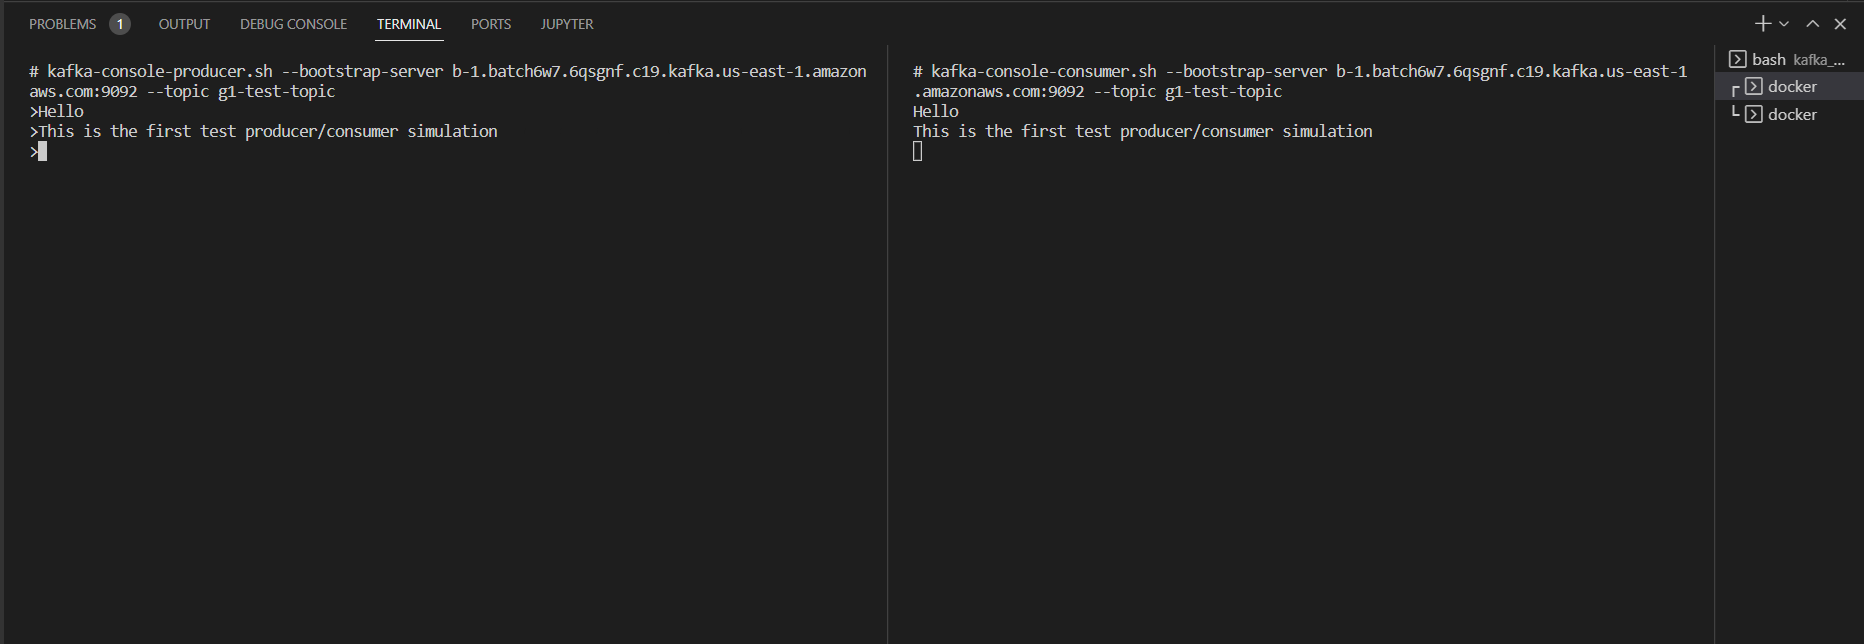 PROBLEMS 1 OUTPUT DEBUG CONSOLE TERMINAL PORTS JUPYTER
# kafka-console-producer.sh --bootstrap-server b-1.batch6w7.6qsgnf.c19.kafka.us-east-1.amazon
aws.com:9092 --topic g1-test-topic
>Hello
>This is the first test producer/consumer simulation
>
# kafka-console-consumer.sh --bootstrap-server b-1.batch6w7.6qsgnf.c19.kafka.us-east-1
.amazonaws.com:9092 --topic g1-test-topic
Hello
This is the first test producer/consumer simulation
bash kafka_...
docker
docker